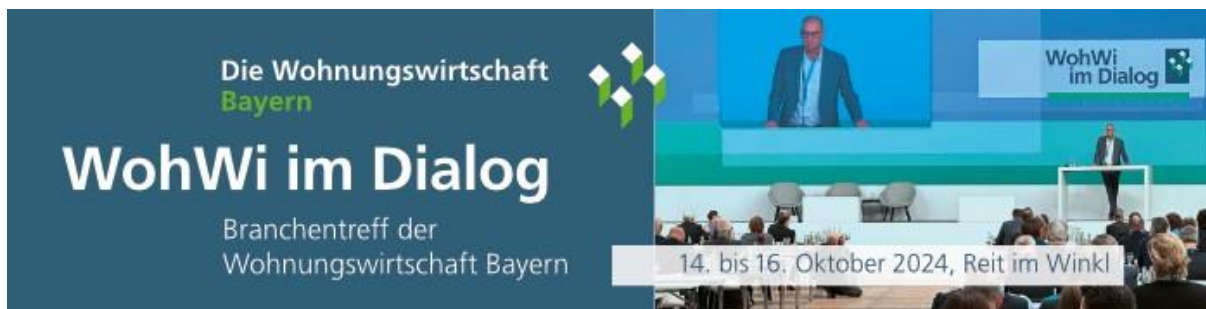 Die Wohnungswirtschaft
Bayern
WohWi im Dialog
Branchentreff der
Wohnungswirtschaft Bayern
WohWi
im Dialog
14. bis 16. Oktober 2024, Reit im Winkl